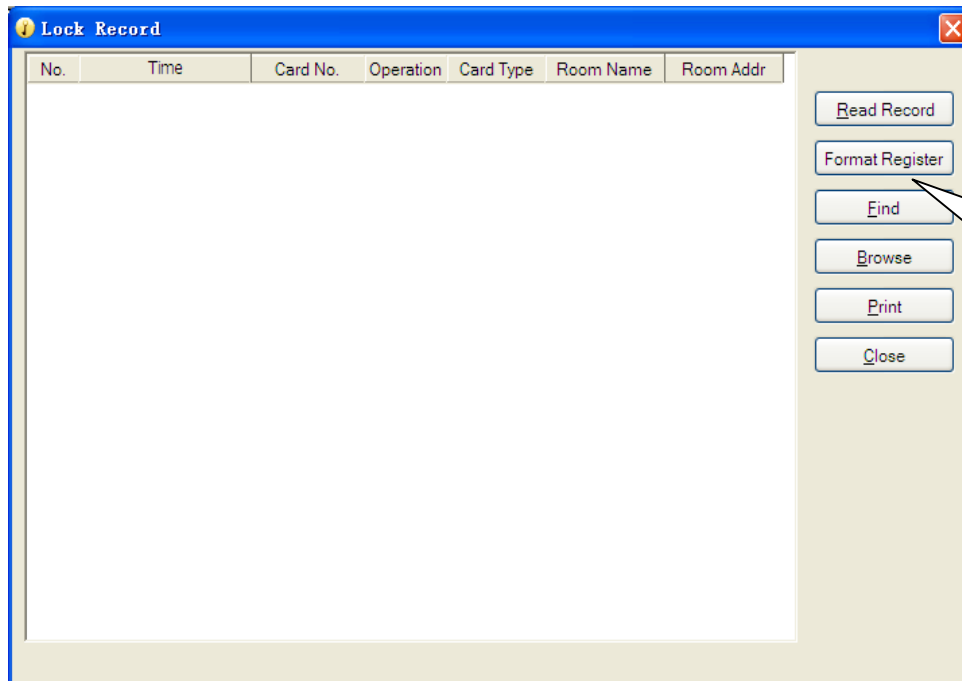 Lock Record
No. Time Card No. Operation Card Type Room Name Room Addr
Read Record
Format Register
Find
Browse
Print
Close